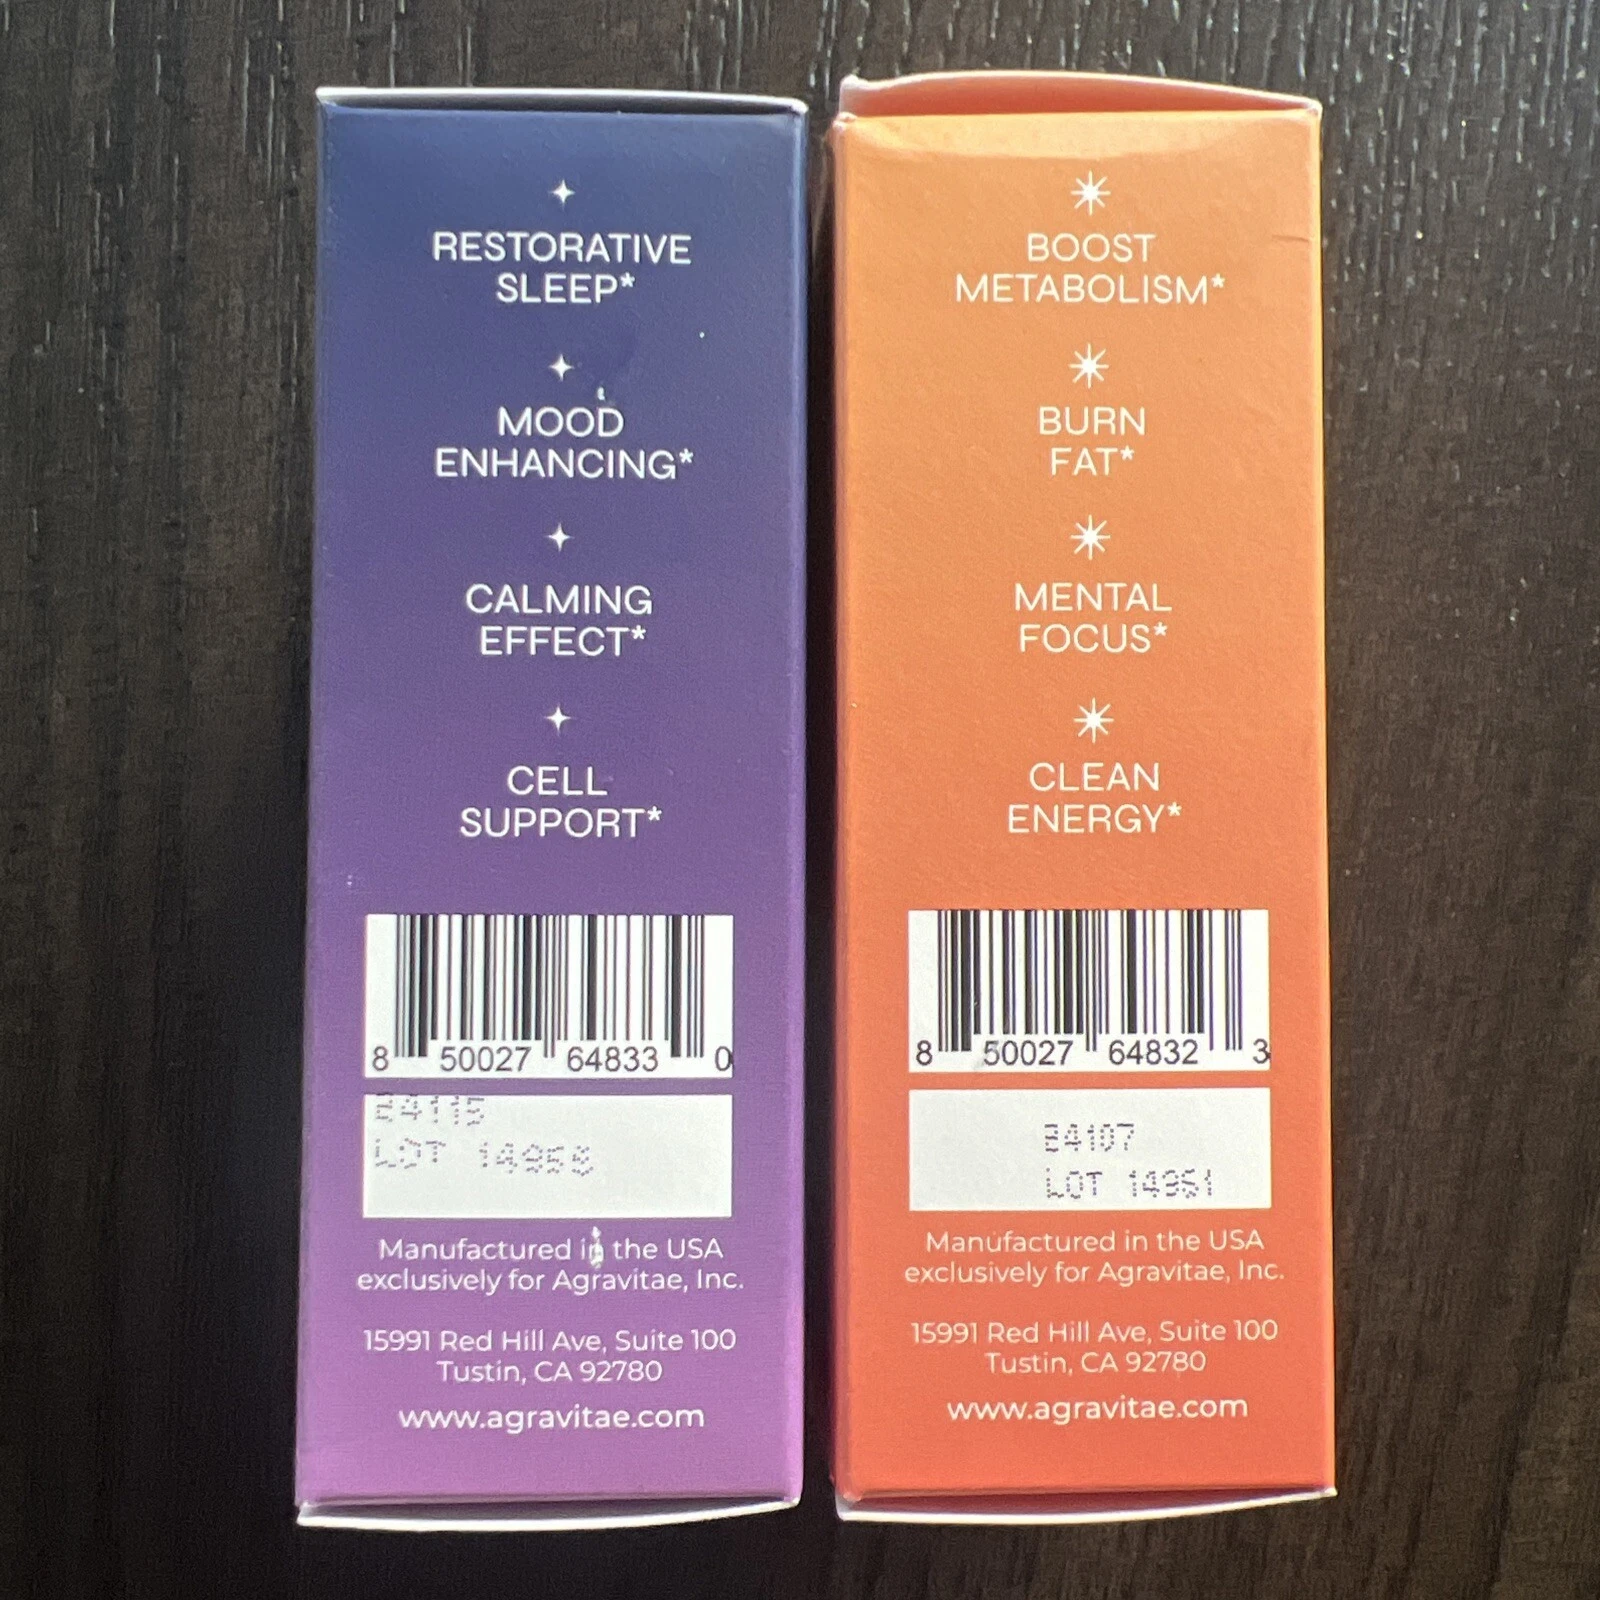 RESTORATIVE
SLEEP*
MOOD
ENHANCING*
CALMING
EFFECT*
CELL
SUPPORT*
8 50027 64833 0
24115
LOT
Manufactured in the USA
exclusively for Agravitae, Inc.
15991 Red Hill Ave, Suite 100
Tustin, CA 92780
www.agravitae.com
BOOST
METABOLISM*
BURN
FAT*
MENTAL
FOCUS*
CLEAN
ENERGY*
8 50027 64832 3
24107
LOT 14951
Manufactured in the USA
exclusively for Agravitae, Inc.
15991 Red Hill Ave, Suite 100
Tustin, CA 92780
www.agravitae.com